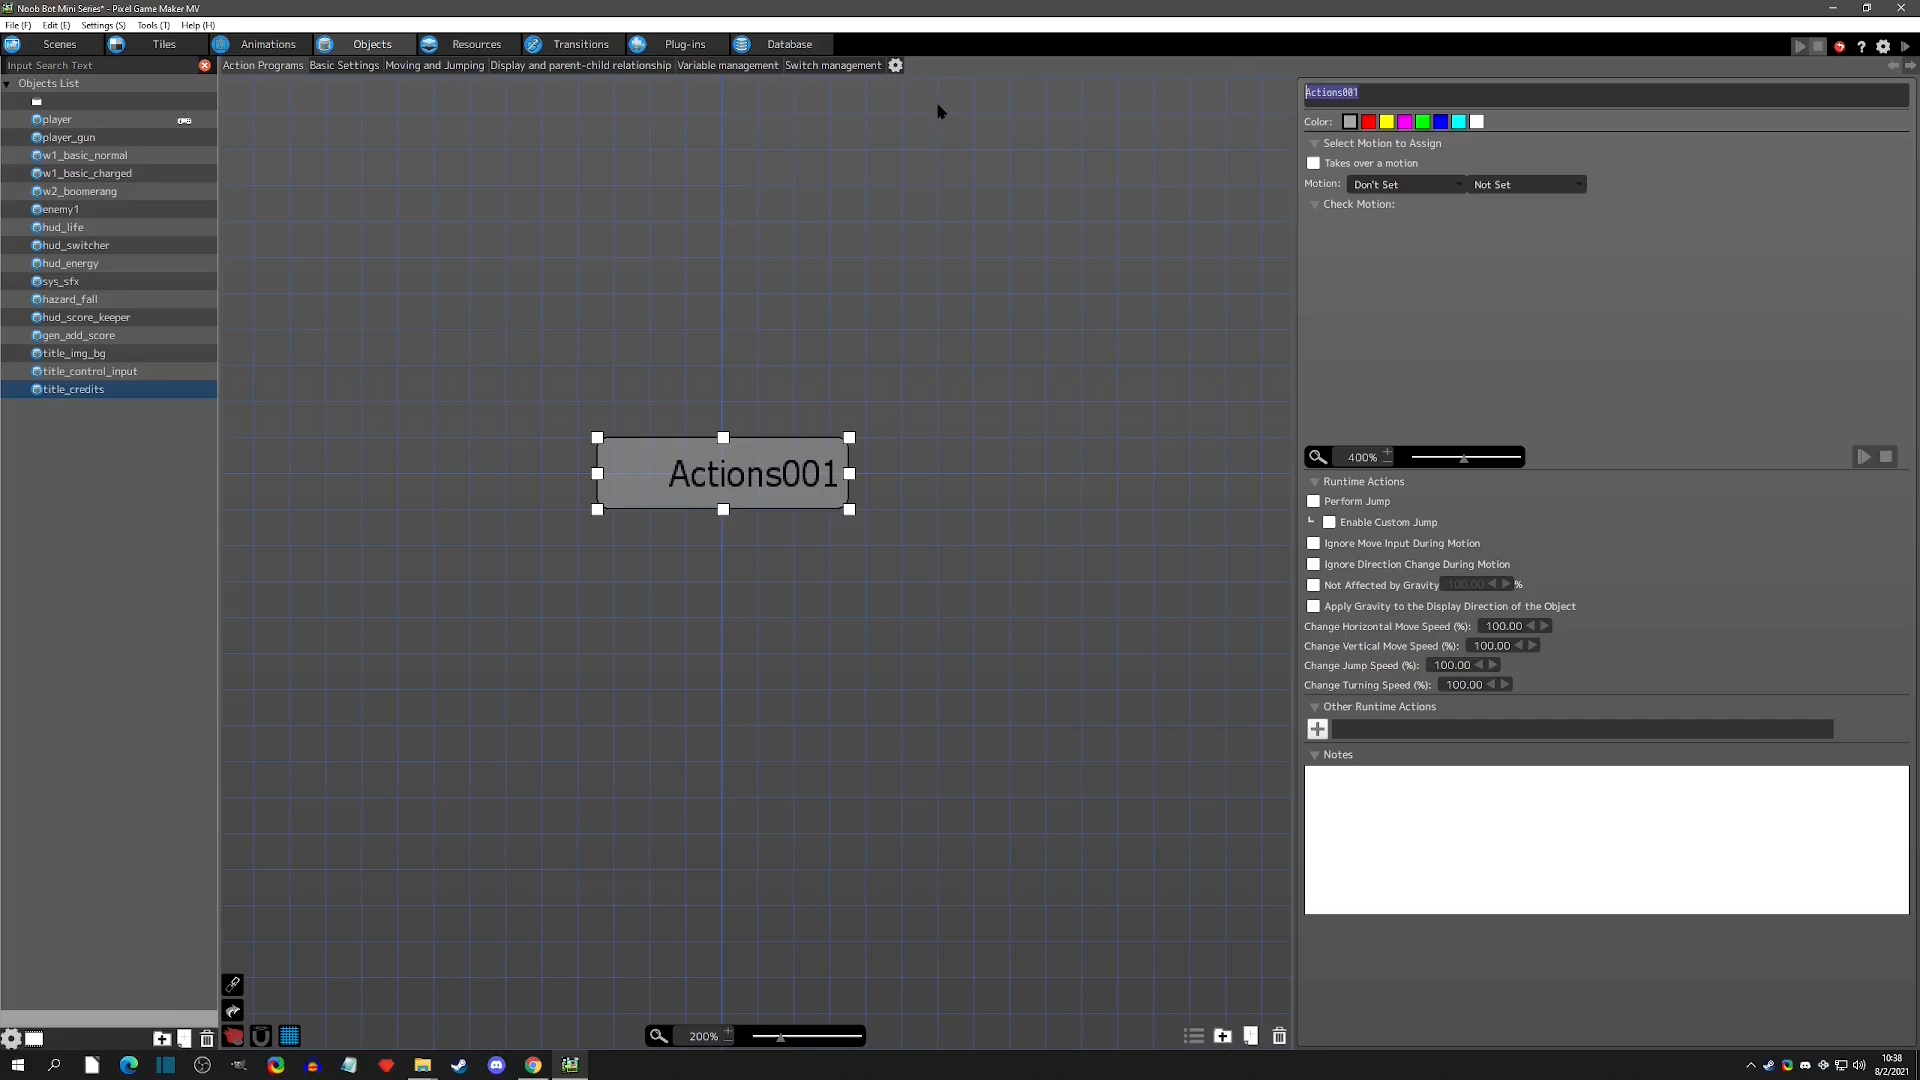 Noob Bot Mini Series* - Pixel Game Maker MV
File (F) Edit (E) Settings (S) Tools (T) Help (H)
Scenes Tiles Animations Objects Resources Transitions Plug-ins Database
Input Search Text
Action Programs Basic Settings Moving and Jumping Display and parent-child relationship Variable management Switch management
Objects List
player
player_gun
w1_basic_normal
w1_basic_charged
w2_boomerang
enemy1
hud_life
hud_switcher
hud_energy
sys_sfx
hazard_fall
hud_score_keeper
gen_add_score
title_img_bg
title_control_input
title_credits
Actions001
200%
Actions001
Color:
Select Motion to Assign
Takes over a motion
Motion: Don't Set Not Set
Check Motion:
400%
Runtime Actions
Perform Jump
Enable Custom Jump
Ignore Move Input During Motion
Ignore Direction Change During Motion
Not Affected by Gravity 100.00 %
Apply Gravity to the Display Direction of the Object
Change Horizontal Move Speed (%): 100.00
Change Vertical Move Speed (%): 100.00
Change Jump Speed (%): 100.00
Change Turning Speed (%): 100.00
Other Runtime Actions
Notes
10:38
8/2/2021